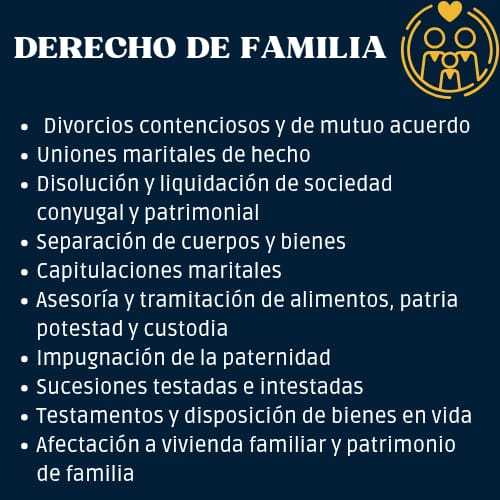 DERECHO DE FAMILIA
• Divorcios contenciosos y de mutuo acuerdo
• Uniones maritales de hecho
• Disolución y liquidación de sociedad
conyugal y patrimonial
• Separación de cuerpos y bienes
• Capitulaciones maritales
• Asesoría y tramitación de alimentos, patria
potestad y custodia
• Impugnación de la paternidad
• Sucesiones testadas e intestadas
• Testamentos y disposición de bienes en vida
• Afectación a vivienda familiar y patrimonio
de familia